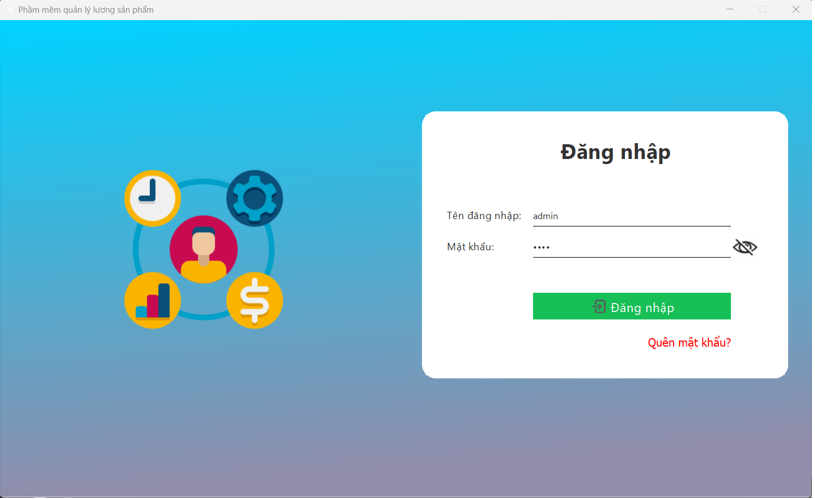 Phầm mềm quản lý lương sản phẩm
Đăng nhập
Tên đăng nhập: admin
Mật khẩu: ••••
Đăng nhập
Quên mật khẩu?